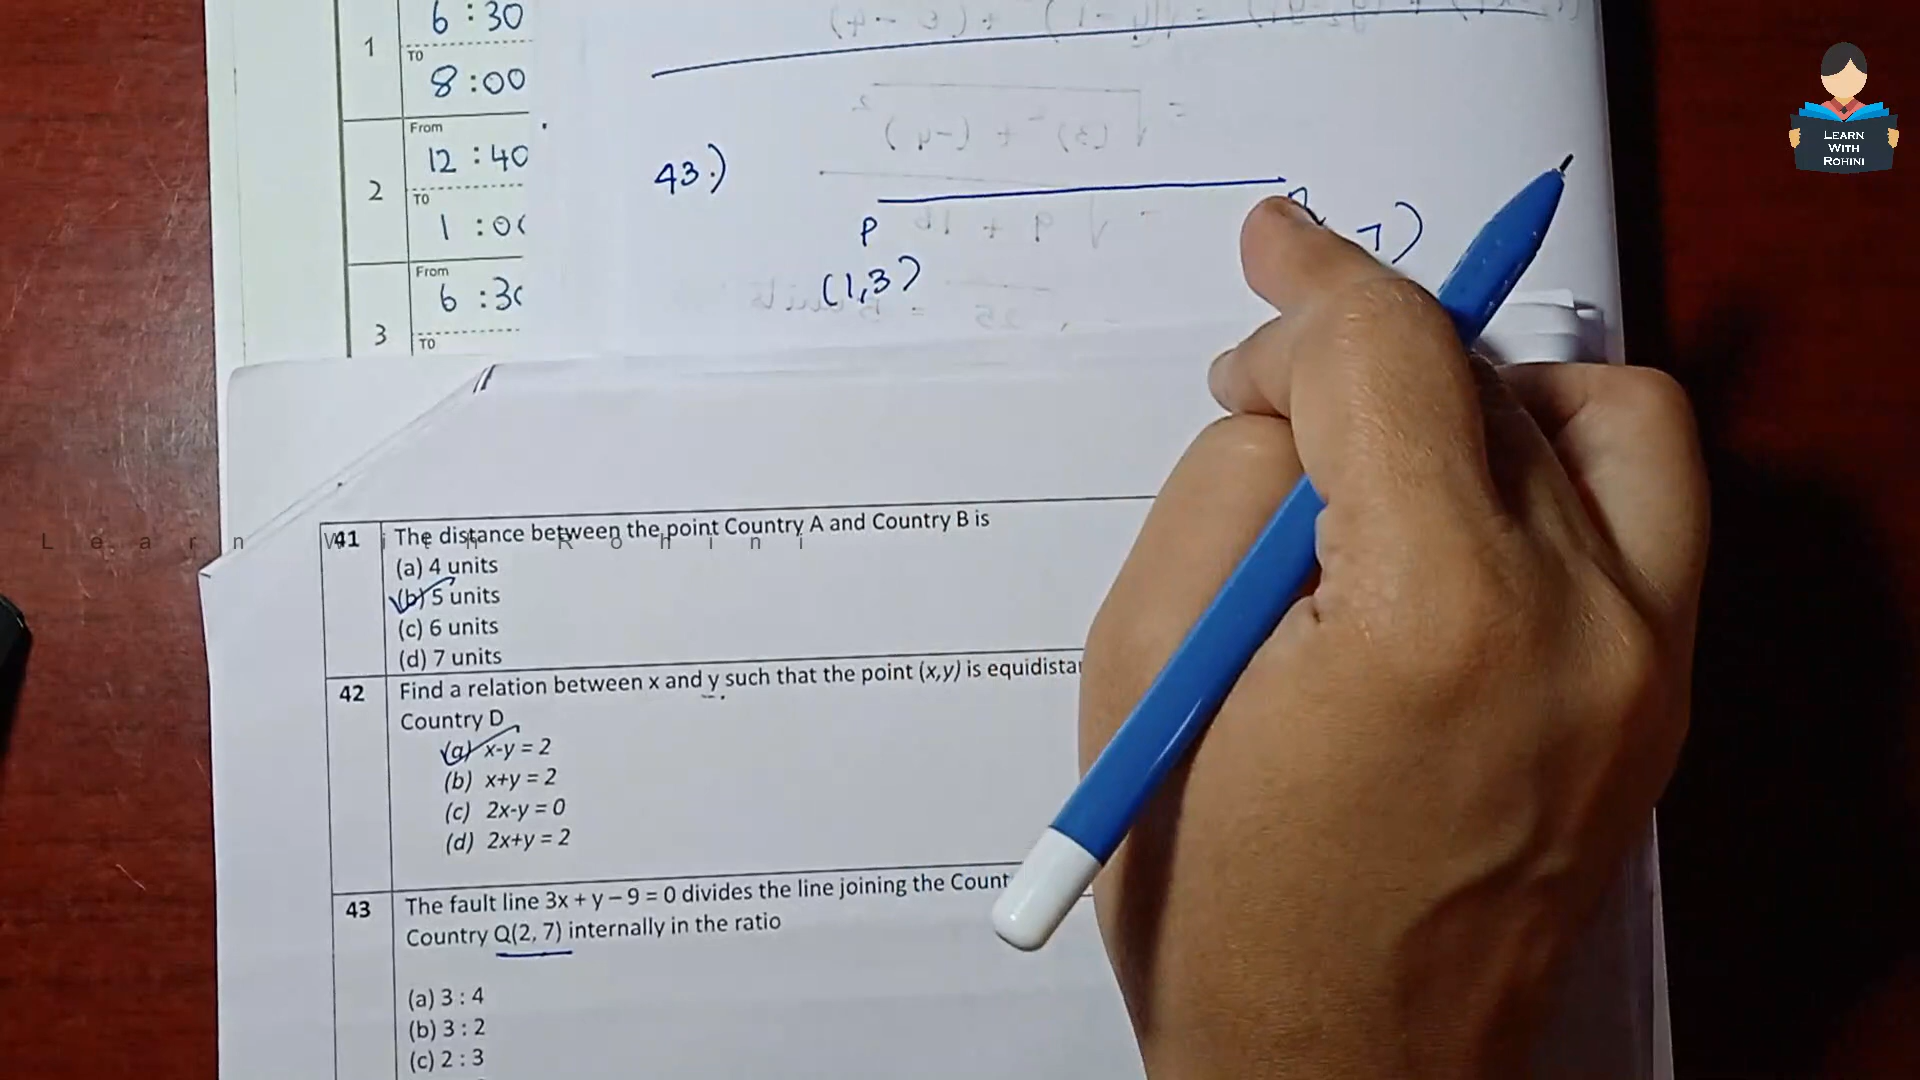 1
6 : 30
TO
8 : 00
2
From
12 : 40
TO
1 : 0
3
From
6 : 30
TO
43.)
P
(1,3)
7)
LEARN
WITH
ROHINI
Learn With Rohini
41 The distance between the point Country A and Country B is
(a) 4 units
(b) 5 units
(c) 6 units
(d) 7 units
42 Find a relation between x and y such that the point (x,y) is
Country D
(a) x-y = 2
(b) x+y = 2
(c) 2x-y = 0
(d) 2x+y = 2
43 The fault line 3x + y – 9 = 0 divides the line joining the
Country Q(2, 7) internally in the ratio
(a) 3 : 4
(b) 3 : 2
(c) 2 : 3